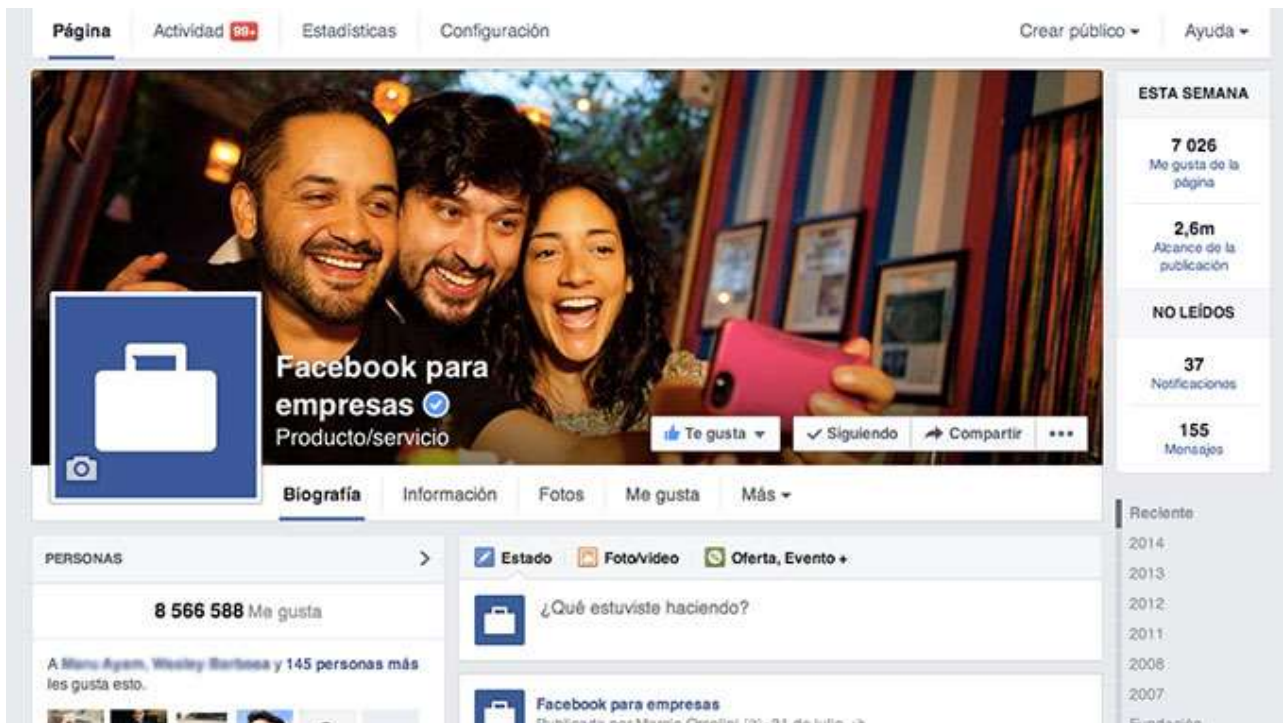 Página Actividad 99+ Estadísticas Configuración Crear público Ayuda
Facebook para
empresas
Producto/servicio
Te gusta Siguiendo Compartir
Biografía Información Fotos Me gusta Más
ESTA SEMANA
7 026
Me gusta de la
página
2,6m
Alcance de la
publicación
NO LEÍDOS
37
Notificaciones
155
Mensajes
Reciente
2014
2013
2012
2011
2008
2007
PERSONAS
8 566 588 Me gusta
A y 145 personas más
les gusta esto.
Estado Foto/video Oferta, Evento +
¿Qué estuviste haciendo?
Facebook para empresas